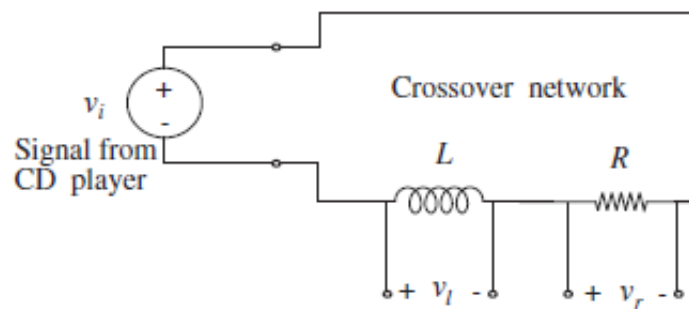 Crossover network
+
v_i
-
Signal from
CD player
L
R
+ v_l -
+ v_r -